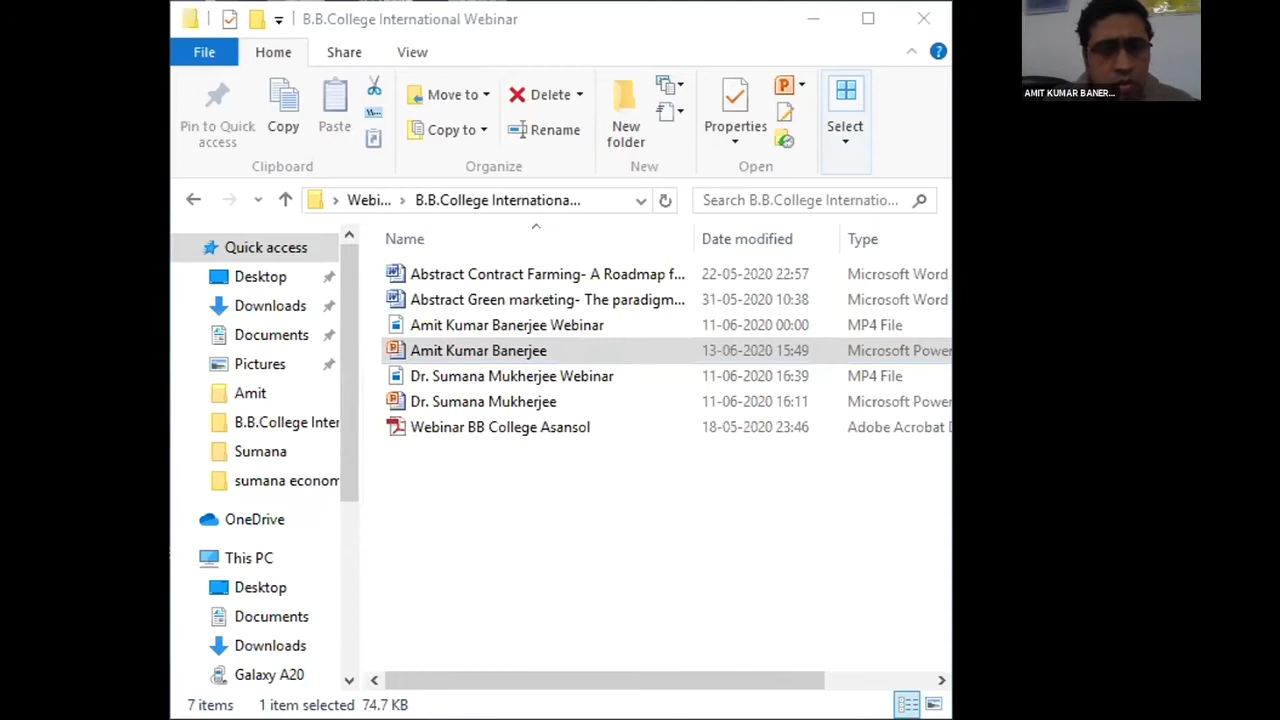 B.B.College International Webinar
AMIT KUMAR BANER...
File Home Share View
Pin to Quick access
Copy
Paste
Move to
Copy to
Delete
Rename
New folder
Properties
Select
Clipboard Organize New Open
Webi... B.B.College Internationa...
Search B.B.College Internatio...
Name Date modified Type
Abstract Contract Farming- A Roadmap f... 22-05-2020 22:57 Microsoft Word
Abstract Green marketing- The paradigm... 31-05-2020 10:38 Microsoft Word
Amit Kumar Banerjee Webinar 11-06-2020 00:00 MP4 File
Amit Kumar Banerjee 13-06-2020 15:49 Microsoft Power
Dr. Sumana Mukherjee Webinar 11-06-2020 16:39 MP4 File
Dr. Sumana Mukherjee 11-06-2020 16:11 Microsoft Power
Webinar BB College Asansol 18-05-2020 23:46 Adobe Acrobat D
Quick access
Desktop
Downloads
Documents
Pictures
Amit
B.B.College Inter
Sumana
sumana econom
OneDrive
This PC
Desktop
Documents
Downloads
Galaxy A20
7 items 1 item selected 74.7 KB